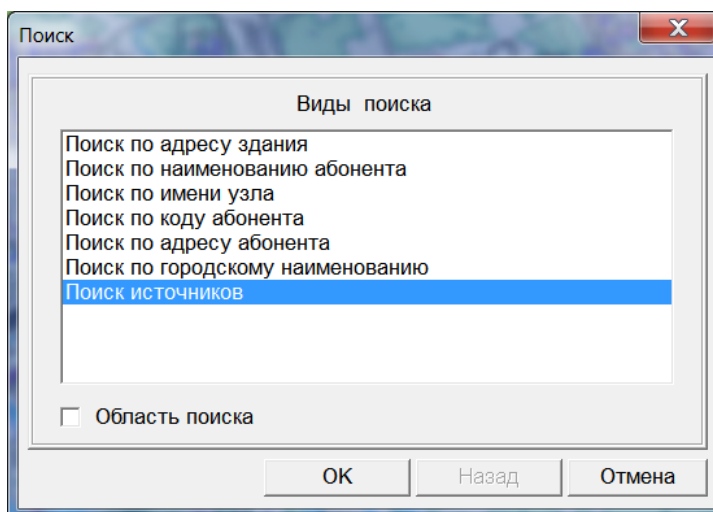 Поиск
Виды поиска
Поиск по адресу здания
Поиск по наименованию абонента
Поиск по имени узла
Поиск по коду абонента
Поиск по адресу абонента
Поиск по городскому наименованию
Поиск источников
Область поиска
OK Назад Отмена